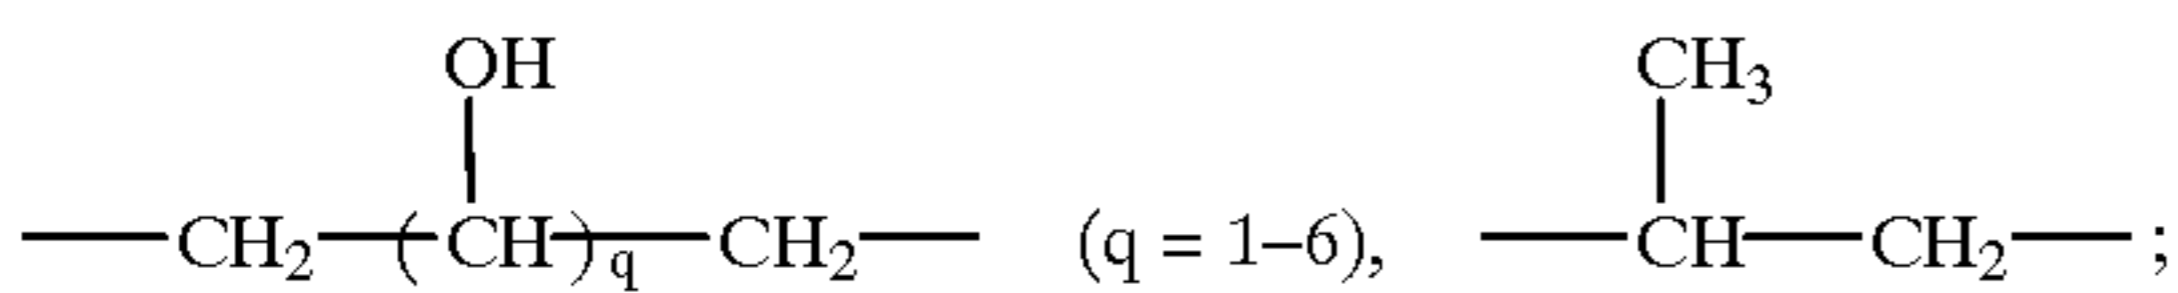 OH CH₃
—CH₂—(CH)q—CH₂— (q = 1–6), —CH—CH₂—;